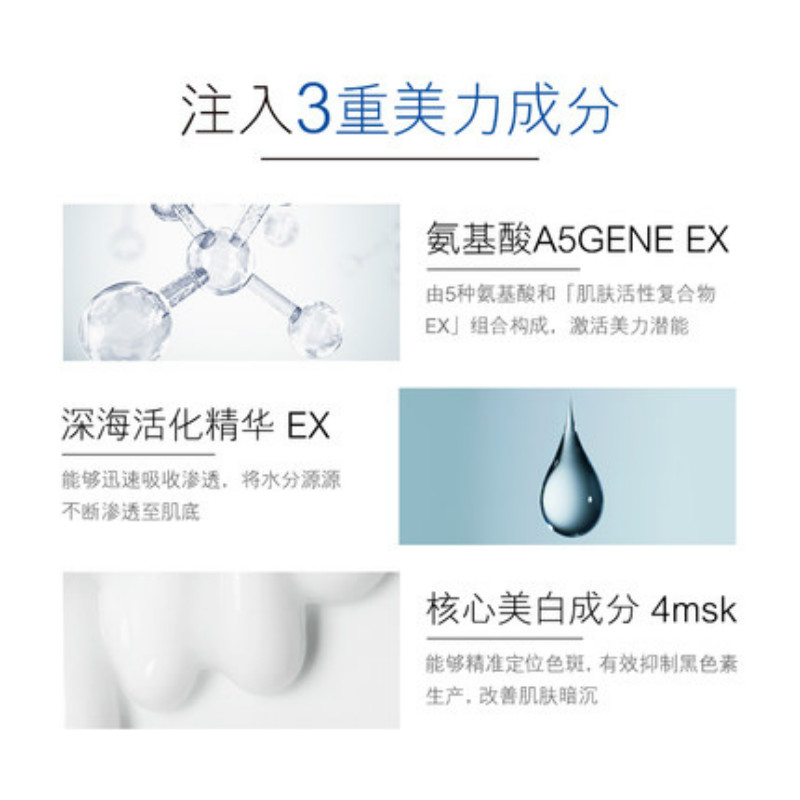 注入3重美力成分
氨基酸A5GENE EX
由5种氨基酸和「肌肤活性复合物
EX」组合构成，激活美力潜能
深海活化精华 EX
能够迅速吸收渗透，将水分源源
不断渗透至肌底
核心美白成分 4msk
能够精准定位色斑，有效抑制黑色素
生产，改善肌肤暗沉